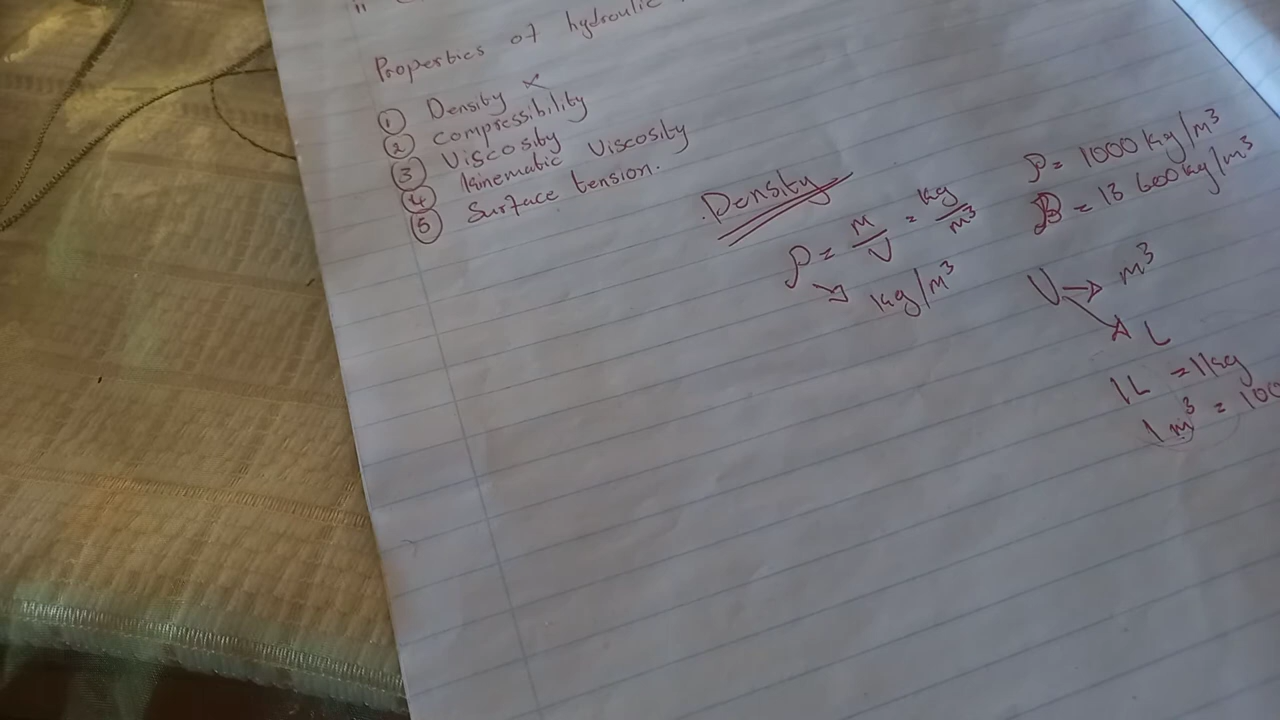 Properties of hydraulic
① Density ×
② compressibility
③ Viscosity
④ kinematic Viscosity
⑤ Surface tension.
Density
ρ = M/V = kg/m³
→ kg/m³
ρ = 1000 kg/m³
= 13 600 kg/m³
V → m³
→ L
1L = 1kg
1m³ = 100